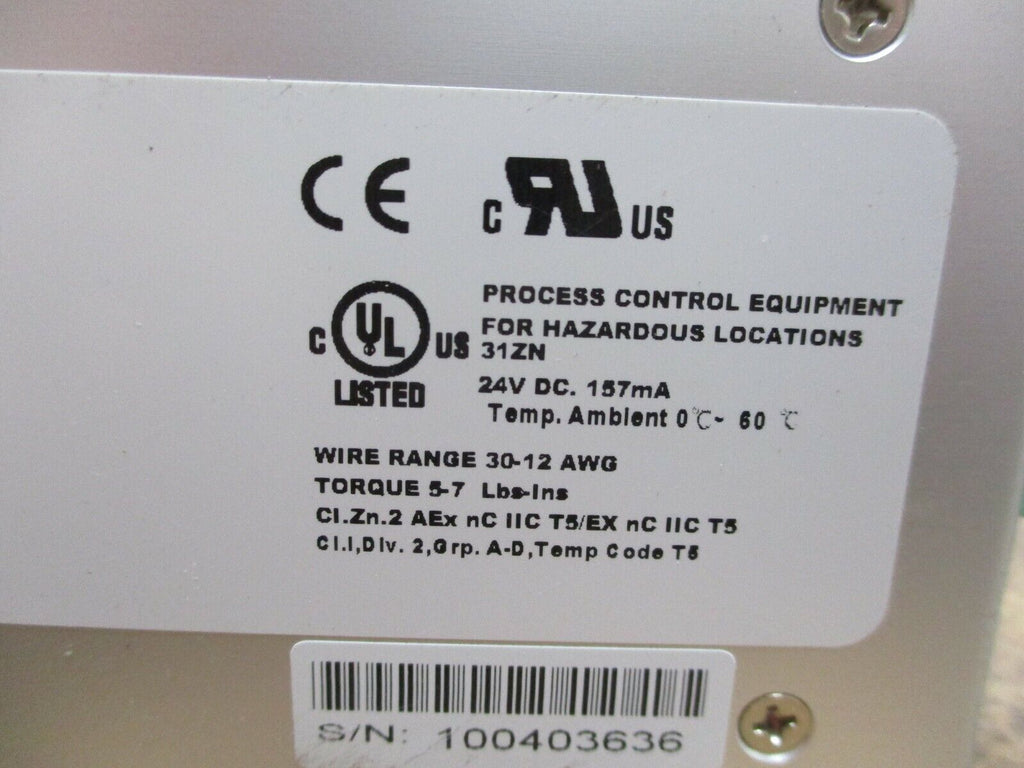 CE
C RU US
C UL US
LISTED
PROCESS CONTROL EQUIPMENT
FOR HAZARDOUS LOCATIONS
31ZN
24V DC. 157mA
Temp. Ambient 0℃~ 60 ℃
WIRE RANGE 30-12 AWG
TORQUE 5-7 Lbs-Ins
Cl.Zn.2 AEx nC IIC T5/EX nC IIC T5
Cl.I,Div. 2,Grp. A-D,Temp Code T5
S/N: 100403636